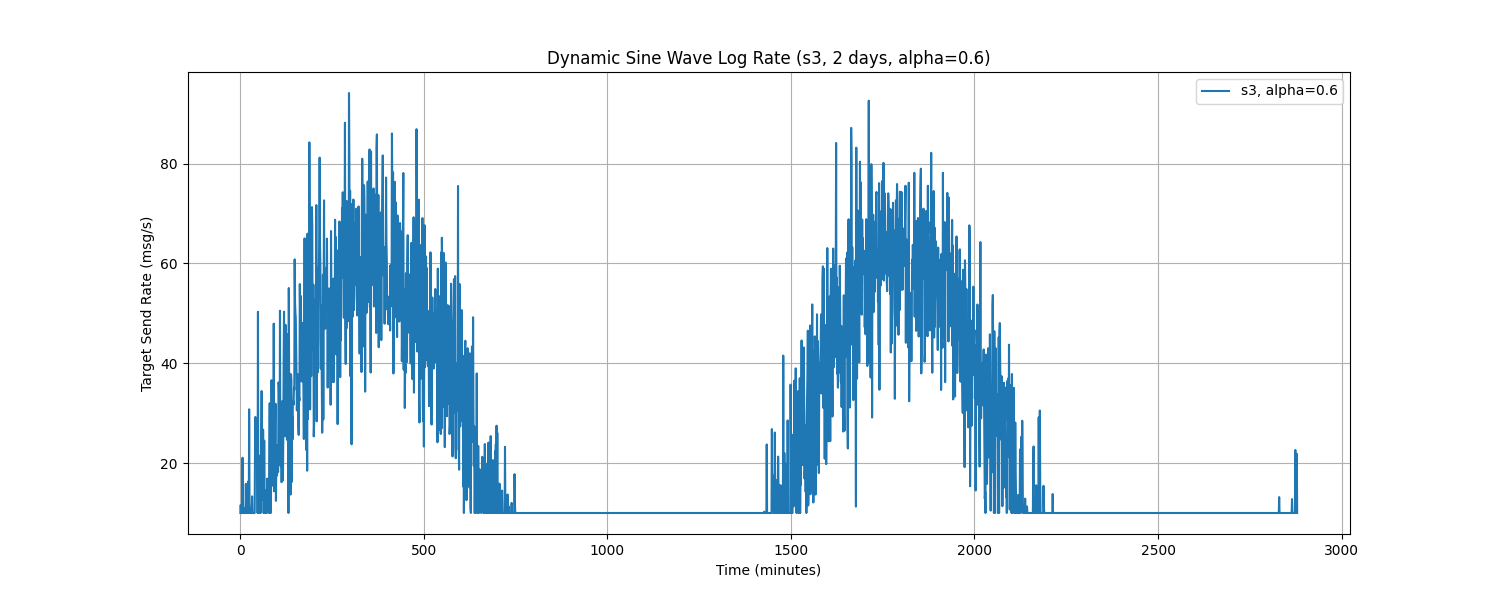 Dynamic Sine Wave Log Rate (s3, 2 days, alpha=0.6)
s3, alpha=0.6
Target Send Rate (msg/s)
80
60
40
20
0
500
1000
1500
2000
2500
3000
Time (minutes)